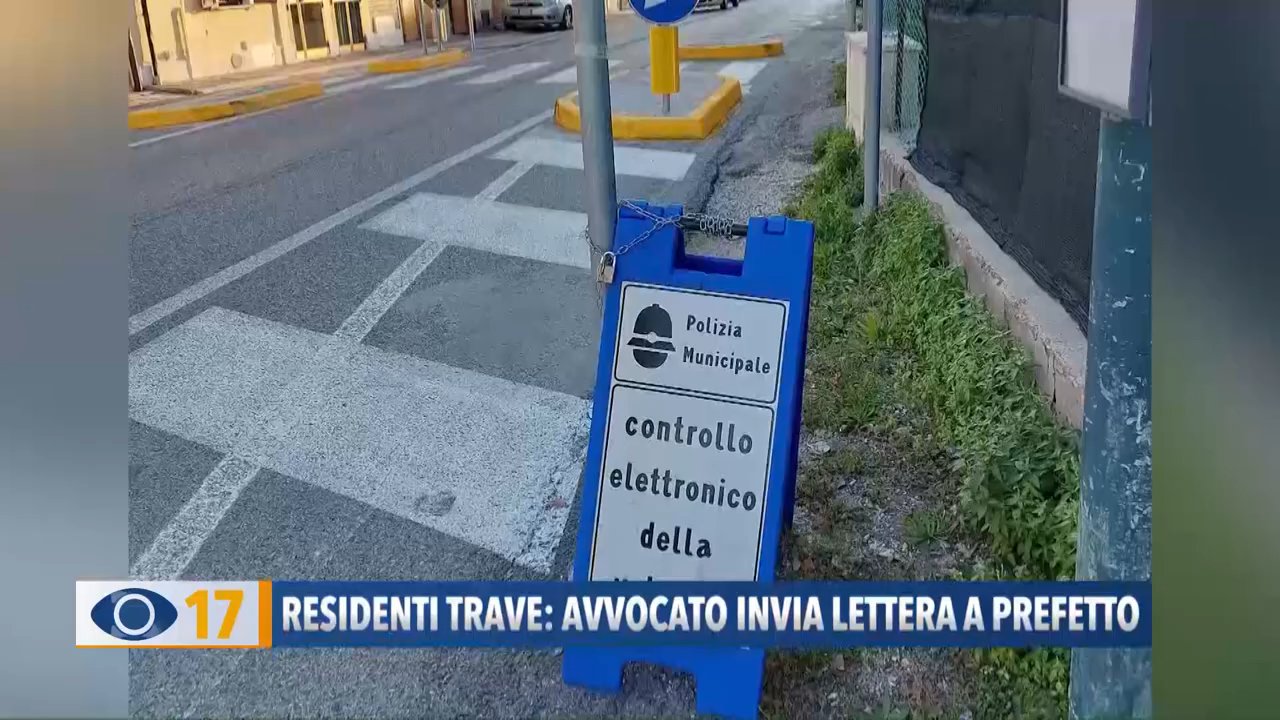 Polizia
Municipale
controllo
elettronico
della
17 RESIDENTI TRAVE: AVVOCATO INVIA LETTERA A PREFETTO